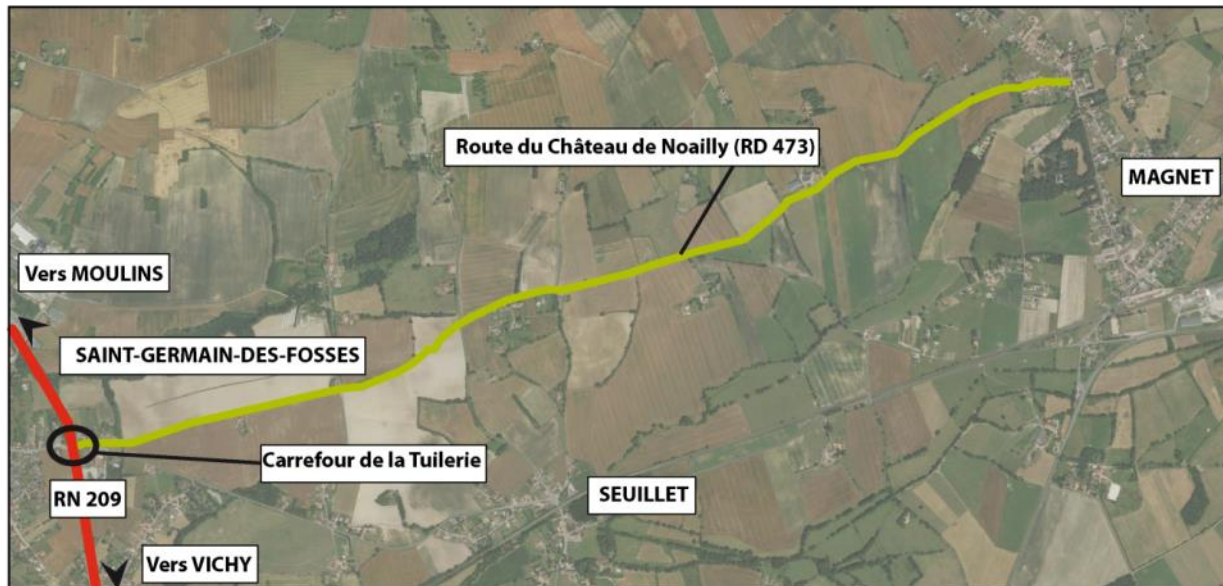 Route du Château de Noailly (RD 473)
MAGNET
Vers MOULINS
SAINT-GERMAIN-DES-FOSSES
Carrefour de la Tuilerie
RN 209
SEUILLET
Vers VICHY